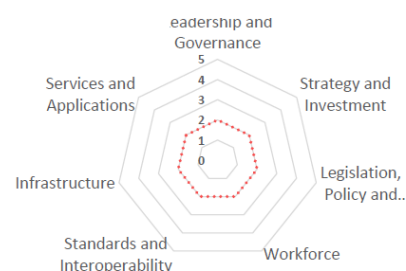 eadership and
Governance
5
4
3
2
1
0
Services and
Applications
Strategy and
Investment
Infrastructure
Legislation,
Policy and..
Standards and
Interoperability
Workforce